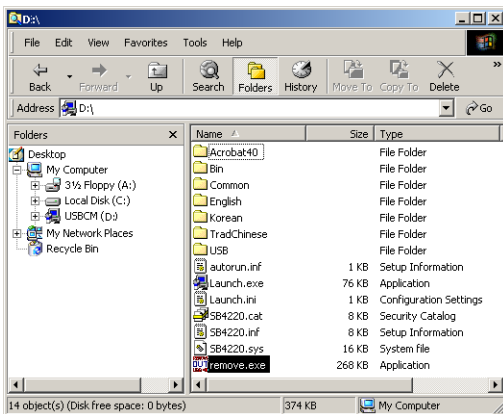 D:\
File Edit View Favorites Tools Help
Back Forward Up Search Folders History Move To Copy To Delete »
Address D:\ Go
Folders x
Desktop
My Computer
3½ Floppy (A:)
Local Disk (C:)
USBCM (D:)
My Network Places
Recycle Bin
Name Size Type
Acrobat40 File Folder
Bin File Folder
Common File Folder
English File Folder
Korean File Folder
TradChinese File Folder
USB File Folder
autorun.inf 1 KB Setup Information
Launch.exe 76 KB Application
Launch.ini 1 KB Configuration Settings
SB4220.cat 8 KB Security Catalog
SB4220.inf 8 KB Setup Information
SB4220.sys 16 KB System file
remove.exe 268 KB Application
14 object(s) (Disk free space: 0 bytes) 374 KB My Computer